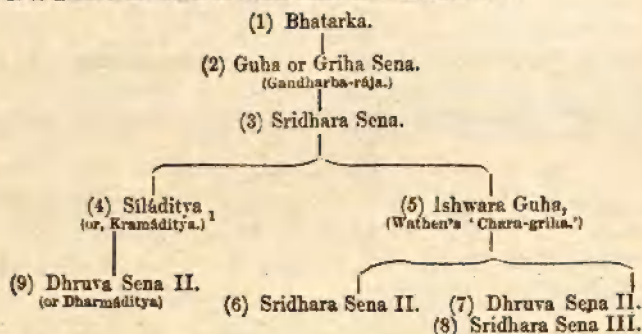 (1) Bhatarka.
(2) Guha or Griha Sena.
(Gandharba-rája.)
(3) Sridhara Sena.
(4) Síláditya 1
(or, Kramáditya.)
(5) Ishwara Guha,
(Wathen's ‘Chara-griha.’)
(9) Dhruva Sena II.
(or Dharmáditya)
(6) Sridhara Sena II.
(7) Dhruva Sena II.
(8) Sridhara Sena III.